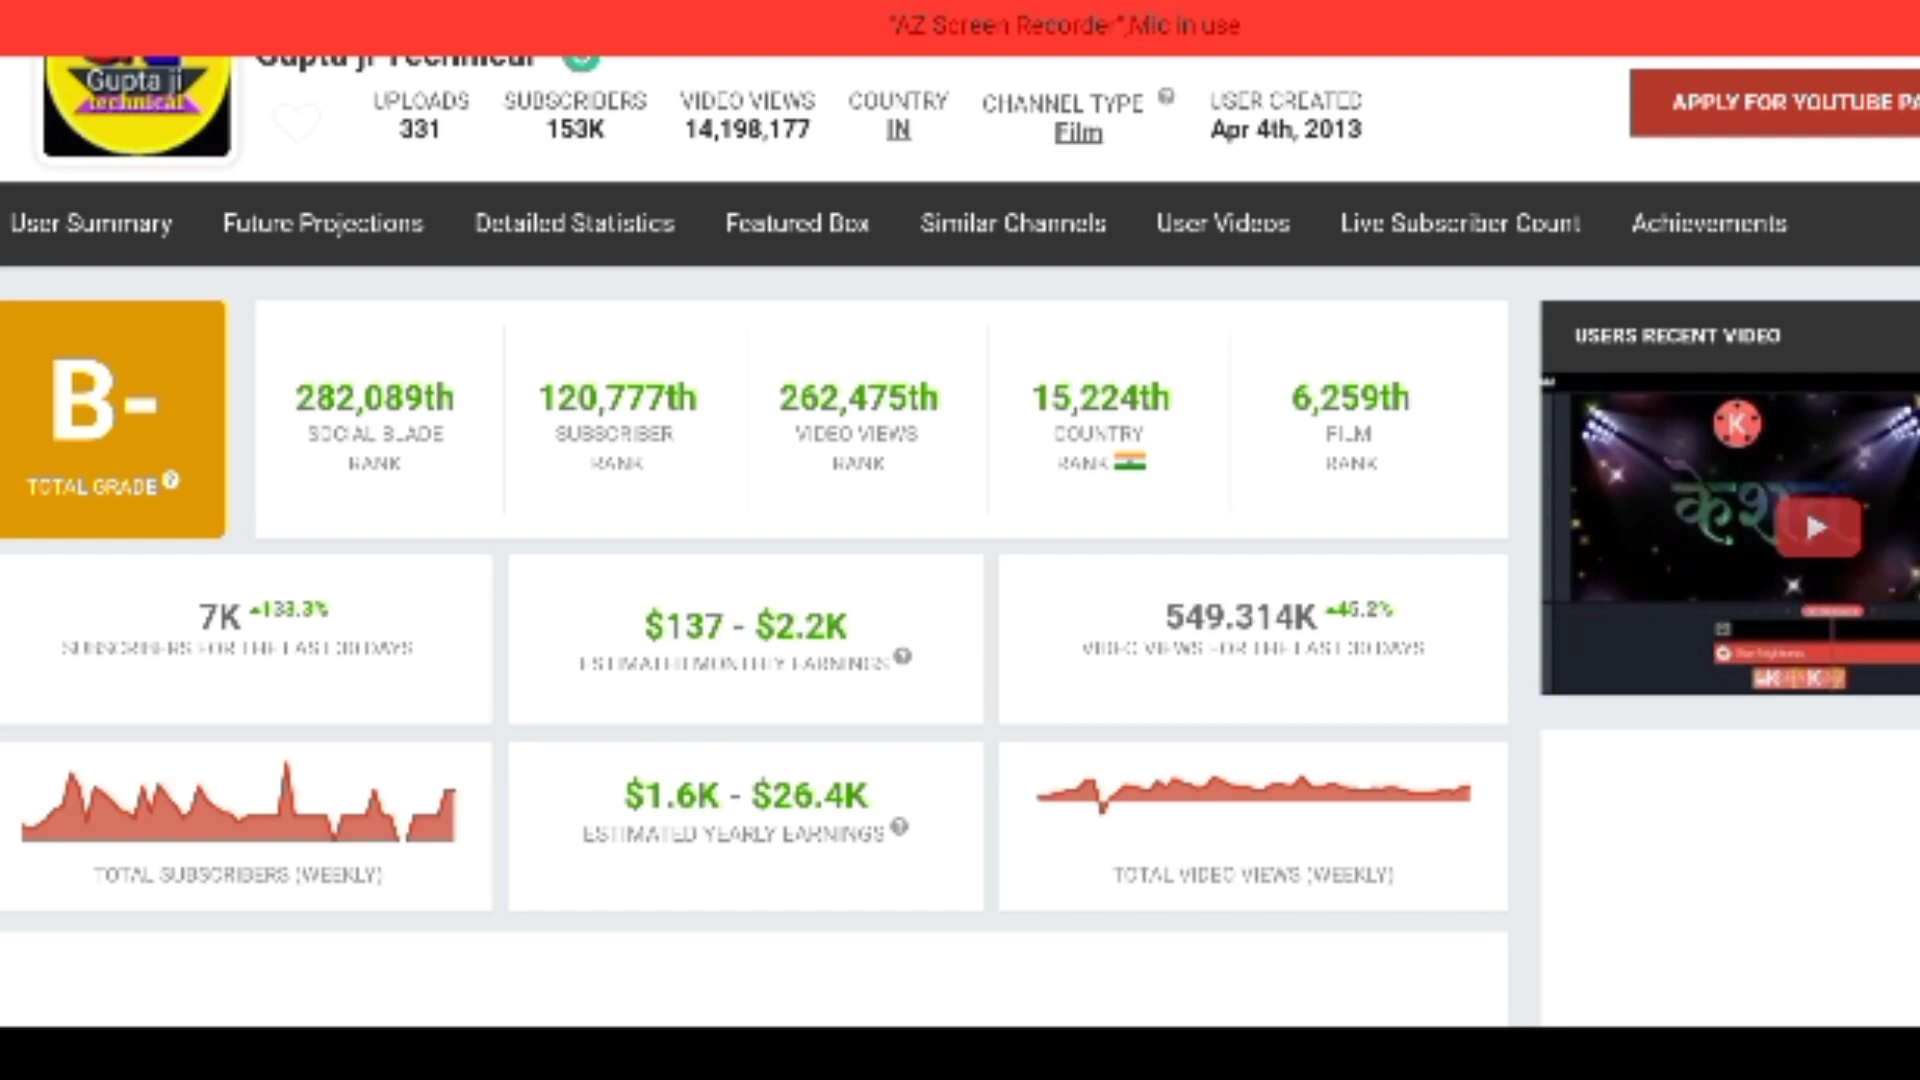 "AZ Screen Recorder",Mic in use
Gupta ji Technical
Gupta ji
technical
UPLOADS
331
SUBSCRIBERS
153K
VIDEO VIEWS
14,198,177
COUNTRY
IN
CHANNEL TYPE
Film
USER CREATED
Apr 4th, 2013
APPLY FOR YOUTUBE PA
User Summary
Future Projections
Detailed Statistics
Featured Box
Similar Channels
User Videos
Live Subscriber Count
Achievements
B-
TOTAL GRADE
282,089th
SOCIAL BLADE
RANK
120,777th
SUBSCRIBER
RANK
262,475th
VIDEO VIEWS
RANK
15,224th
COUNTRY
RANK
6,259th
FILM
RANK
USERS RECENT VIDEO
K
7K +133.3%
SUBSCRIBERS FOR THE LAST 30 DAYS
$137 - $2.2K
ESTIMATED MONTHLY EARNINGS
549.314K +45.2%
VIDEO VIEWS FOR THE LAST 30 DAYS
TOTAL SUBSCRIBERS (WEEKLY)
$1.6K - $26.4K
ESTIMATED YEARLY EARNINGS
TOTAL VIDEO VIEWS (WEEKLY)